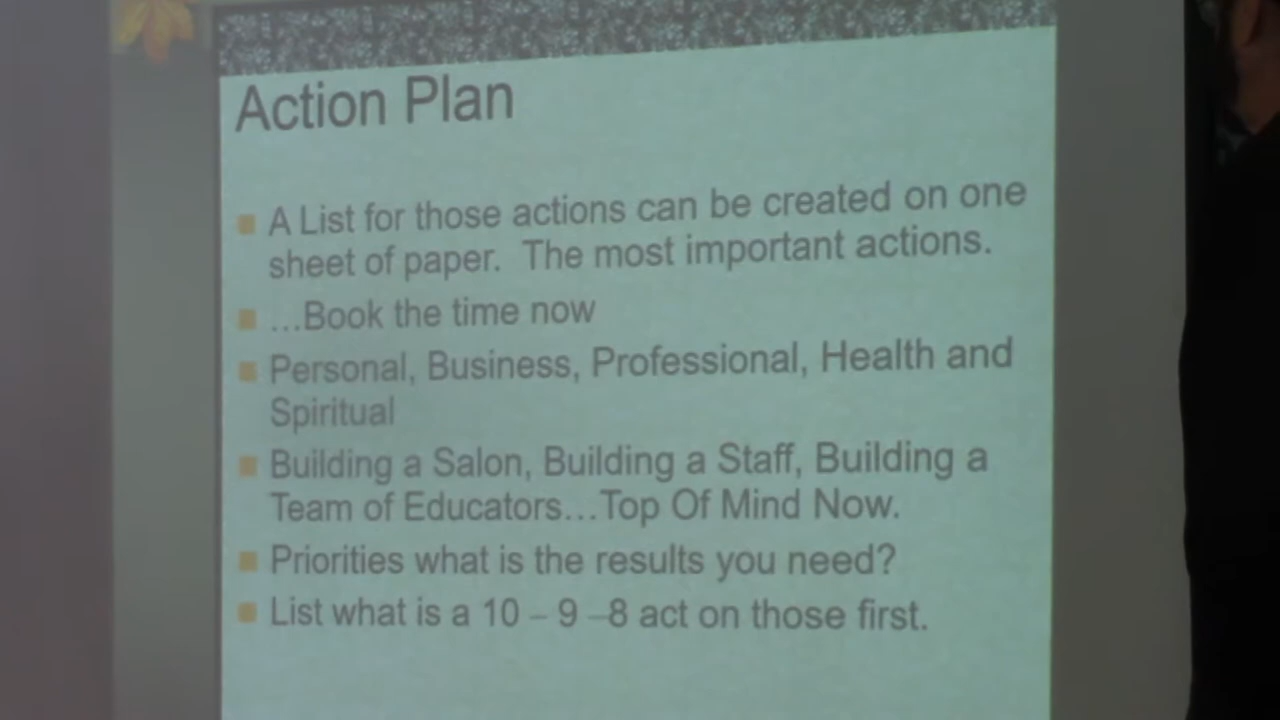 Action Plan
A List for those actions can be created on one
sheet of paper. The most important actions.
...Book the time now
Personal, Business, Professional, Health and
Spiritual
Building a Salon, Building a Staff, Building a
Team of Educators...Top Of Mind Now.
Priorities what is the results you need?
List what is a 10 – 9 –8 act on those first.